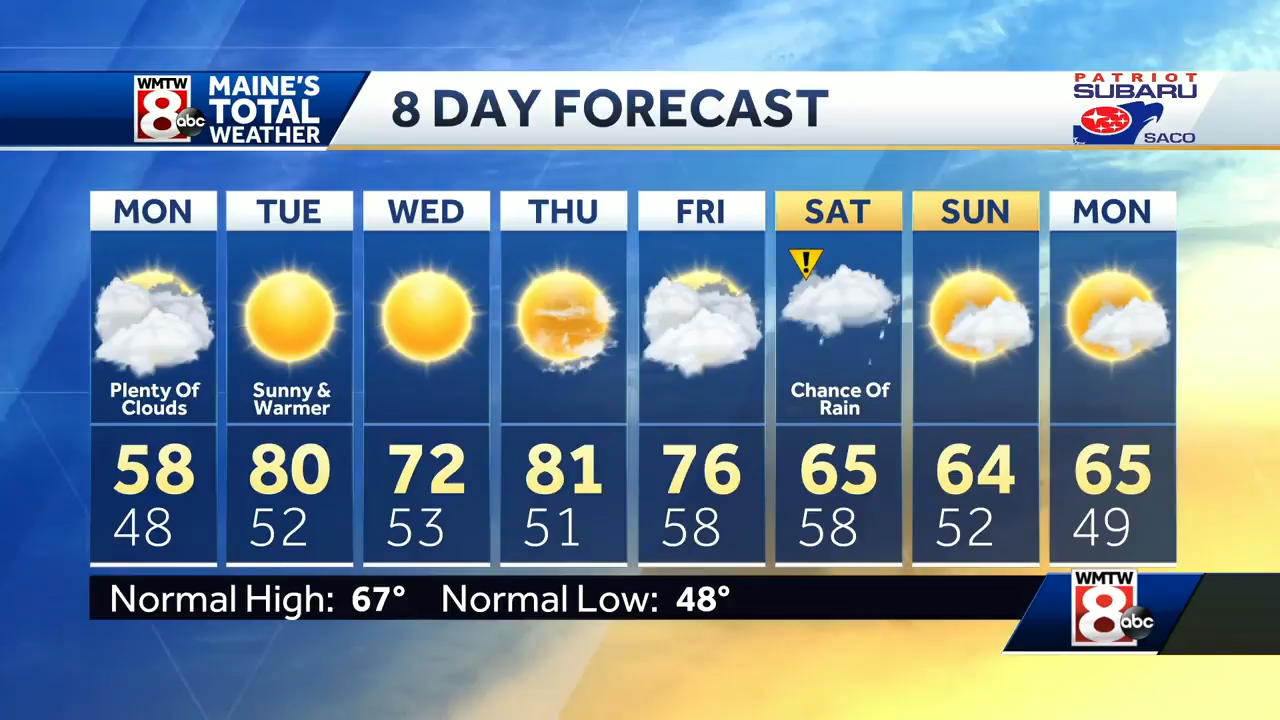 WMTW
8
abc
MAINE'S
TOTAL
WEATHER
8 DAY FORECAST
PATRIOT
SUBARU
SACO
MON TUE WED THU FRI SAT SUN MON
!
Plenty Of
Clouds
Sunny &
Warmer
Chance Of
Rain
58 80 72 81 76 65 64 65
48 52 53 51 58 58 52 49
Normal High: 67° Normal Low: 48°
WMTW
8
abc